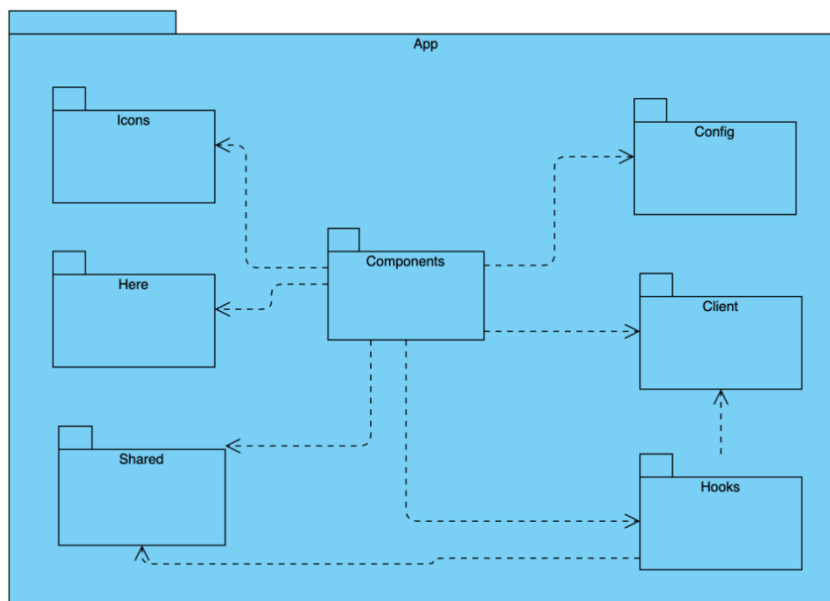 App
Icons
Config
Components
Here
Client
Shared
Hooks